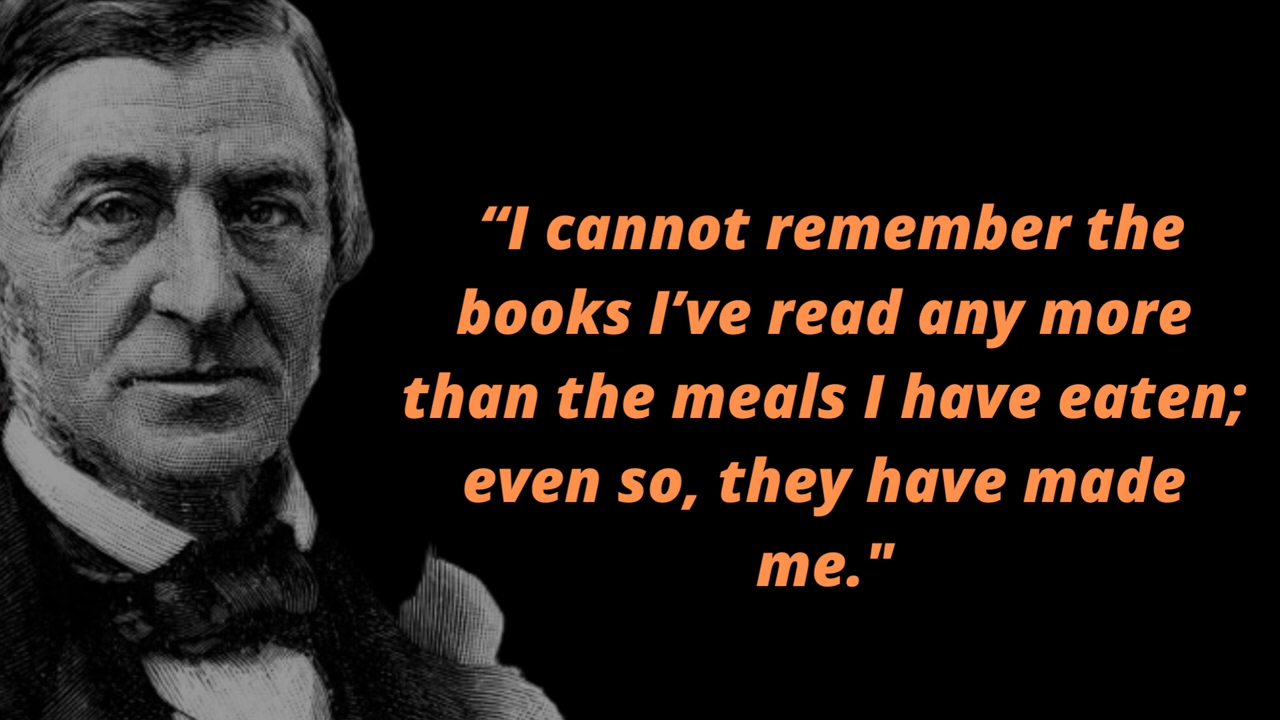 “I cannot remember the
books I’ve read any more
than the meals I have eaten;
even so, they have made
me."